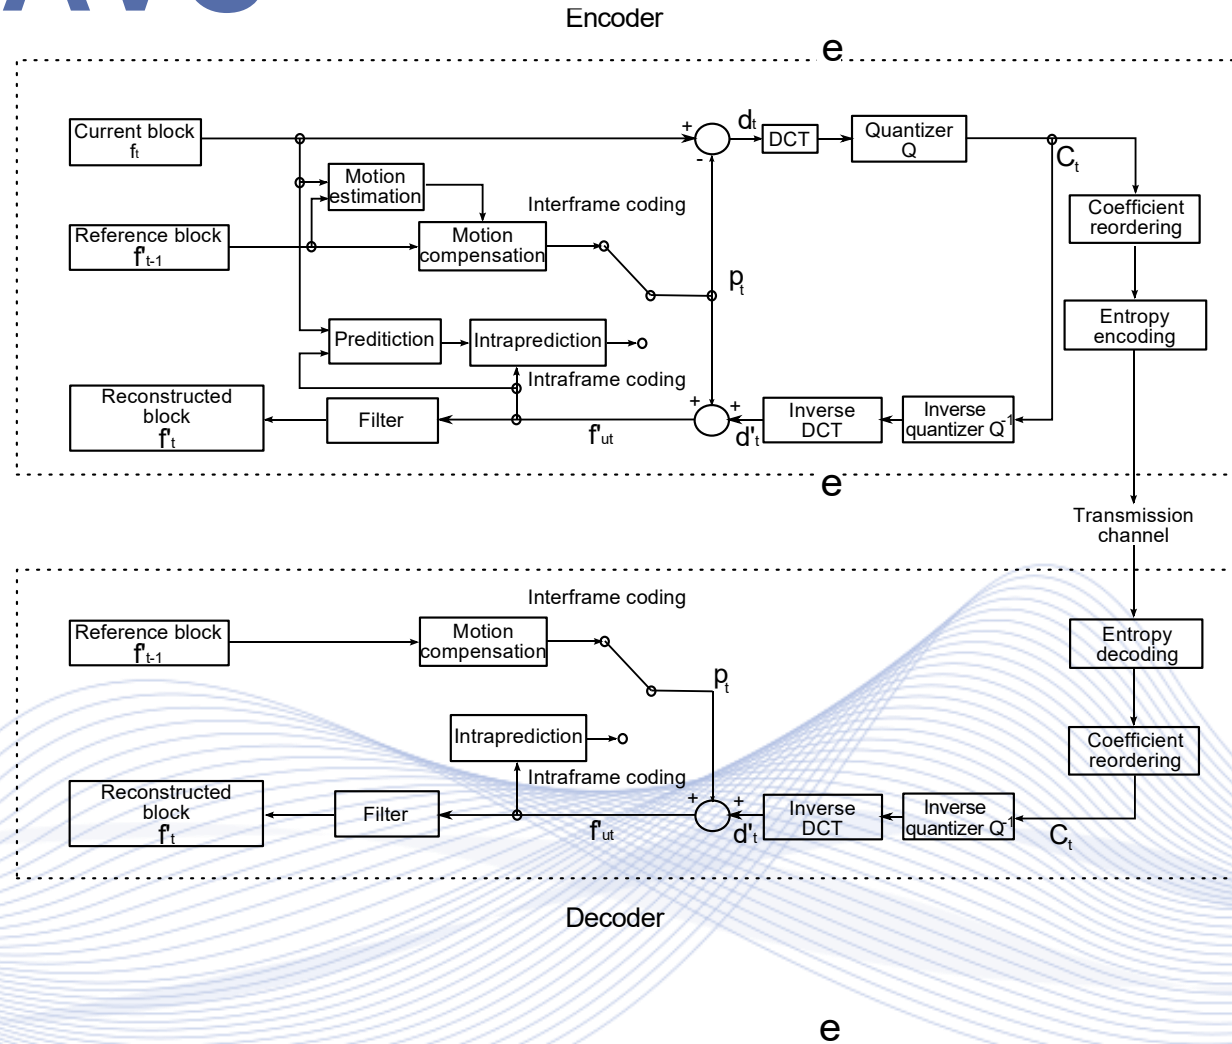 AVS
Encoder
e
Current block
ft
+
-
dt
DCT
Quantizer
Q
Ct
Motion
estimation
Interframe coding
Coefficient
reordering
Reference block
f't-1
Motion
compensation
pt
Entropy
encoding
Preditiction
Intraprediction
Intraframe coding
Reconstructed
block
f't
Filter
f'ut
+
+
d't
Inverse
DCT
Inverse
quantizer Q-1
e
Transmission
channel
Interframe coding
Reference block
f't-1
Motion
compensation
pt
Entropy
decoding
Intraprediction
Intraframe coding
Coefficient
reordering
Reconstructed
block
f't
Filter
f'ut
+
+
d't
Inverse
DCT
Inverse
quantizer Q-1
Ct
Decoder
e